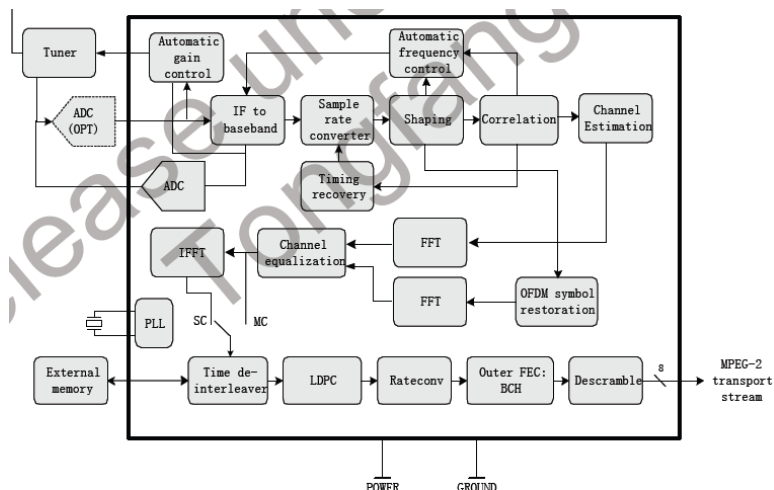 Tuner
Automatic
gain
control
Automatic
frequency
control
ADC
(OPT)
IF to
baseband
Sample
rate
converter
Shaping
Correlation
Channel
Estimation
ADC
Timing
recovery
IFFT
Channel
equalization
FFT
FFT
OFDM symbol
restoration
PLL
SC
MC
External
memory
Time de-
interleaver
LDPC
Rateconv
Outer FEC:
BCH
Descramble
8
MPEG-2
transport
stream
POWER
GROUND
Tongfang